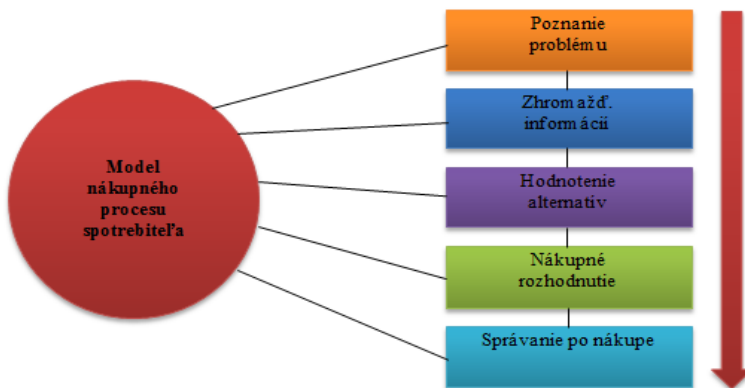 Model
nákupného
procesu
spotrebiteľa
Poznanie
problému
Zhromažď.
informácií
Hodnotenie
alternatív
Nákupné
rozhodnutie
Správanie po nákupe